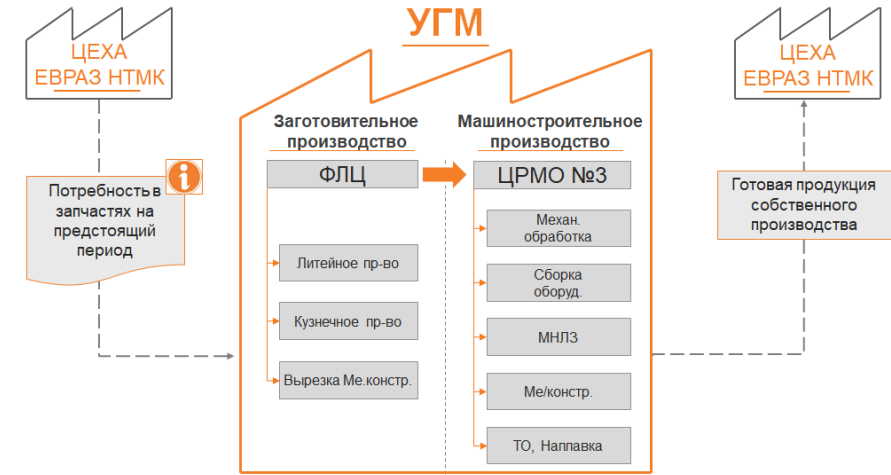 УГМ
ЦЕХА
ЕВРАЗ НТМК
Потребность в
запчастях на
предстоящий
период
Заготовительное
производство
ФЛЦ
Литейное пр-во
Кузнечное пр-во
Вырезка Ме.констр.
Машиностроительное
производство
ЦРМО №3
Механ.
обработка
Сборка
оборуд.
МНЛЗ
Ме/констр.
ТО, Наплавка
ЦЕХА
ЕВРАЗ НТМК
Готовая продукция
собственного
производства